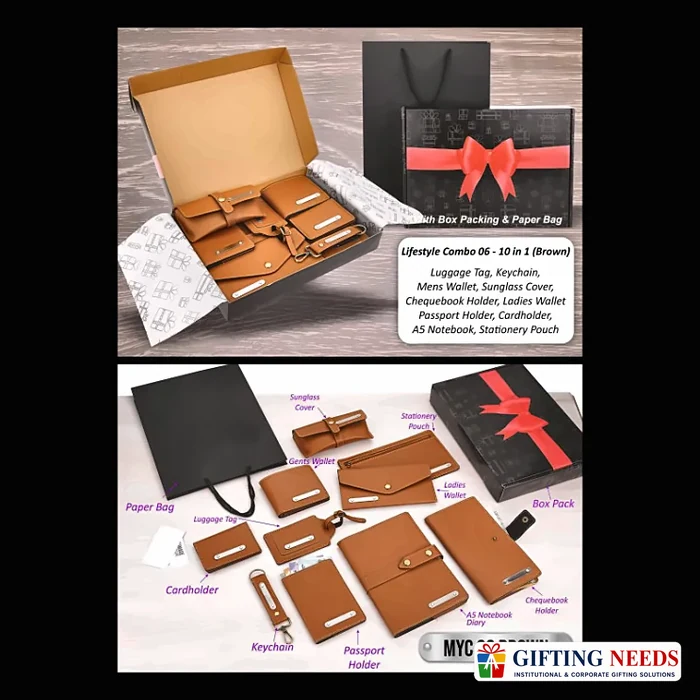 With Box Packing & Paper Bag
Lifestyle Combo 06 - 10 in 1 (Brown)
Luggage Tag, Keychain,
Mens Wallet, Sunglass Cover,
Chequebook Holder, Ladies Wallet
Passport Holder, Cardholder,
A5 Notebook, Stationery Pouch
Sunglass
Cover
Stationery
Pouch
Gents Wallet
Ladies
Wallet
Paper Bag
Box Pack
Luggage Tag
Cardholder
Chequebook
Holder
A5 Notebook
Diary
Keychain
Passport
Holder
MYC
BROWN
GIFTING NEEDS
INSTITUTIONAL & CORPORATE GIFTING SOLUTIONS